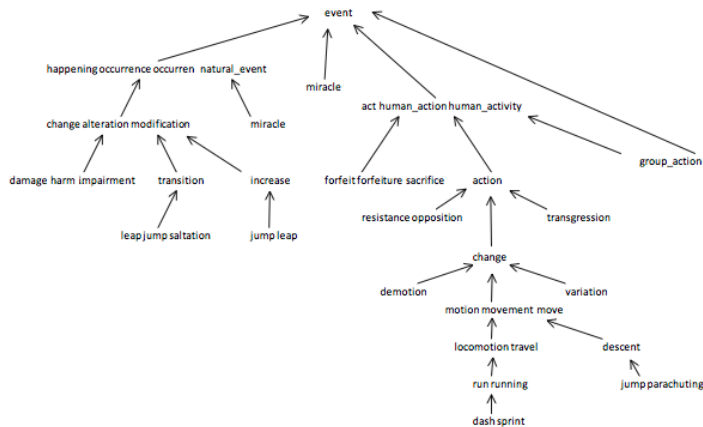 event
happening occurrence occurren natural_event
miracle
act human_action human_activity
change alteration modification
miracle
group_action
damage harm impairment
transition
increase
forfeit forfeiture sacrifice
action
resistance opposition
transgression
leap jump saltation
jump leap
change
demotion
variation
motion movement move
locomotion travel
descent
run running
jump parachuting
dash sprint